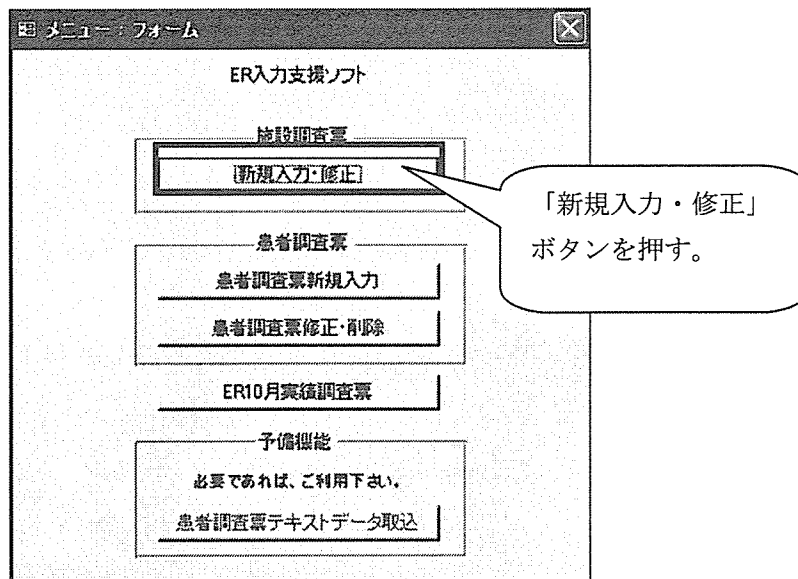 メニュー : フォーム
ER入力支援ソフト
施設調査票
新規入力・修正
「新規入力・修正」
ボタンを押す。
患者調査票
患者調査票新規入力
患者調査票修正・削除
ER10月実績調査票
予備機能
必要であれば、ご利用下さい。
患者調査票テキストデータ取込